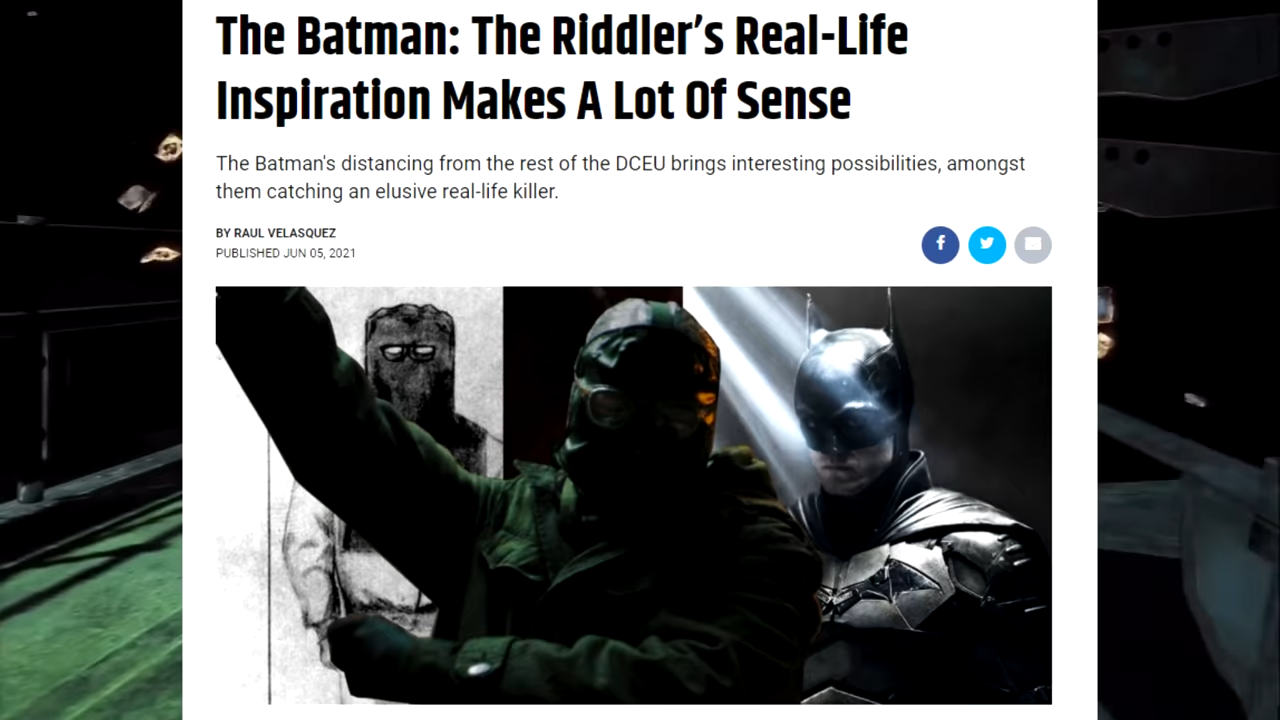 The Batman: The Riddler’s Real-Life
Inspiration Makes A Lot Of Sense
The Batman's distancing from the rest of the DCEU brings interesting possibilities, amongst
them catching an elusive real-life killer.
BY RAUL VELASQUEZ
PUBLISHED JUN 05, 2021